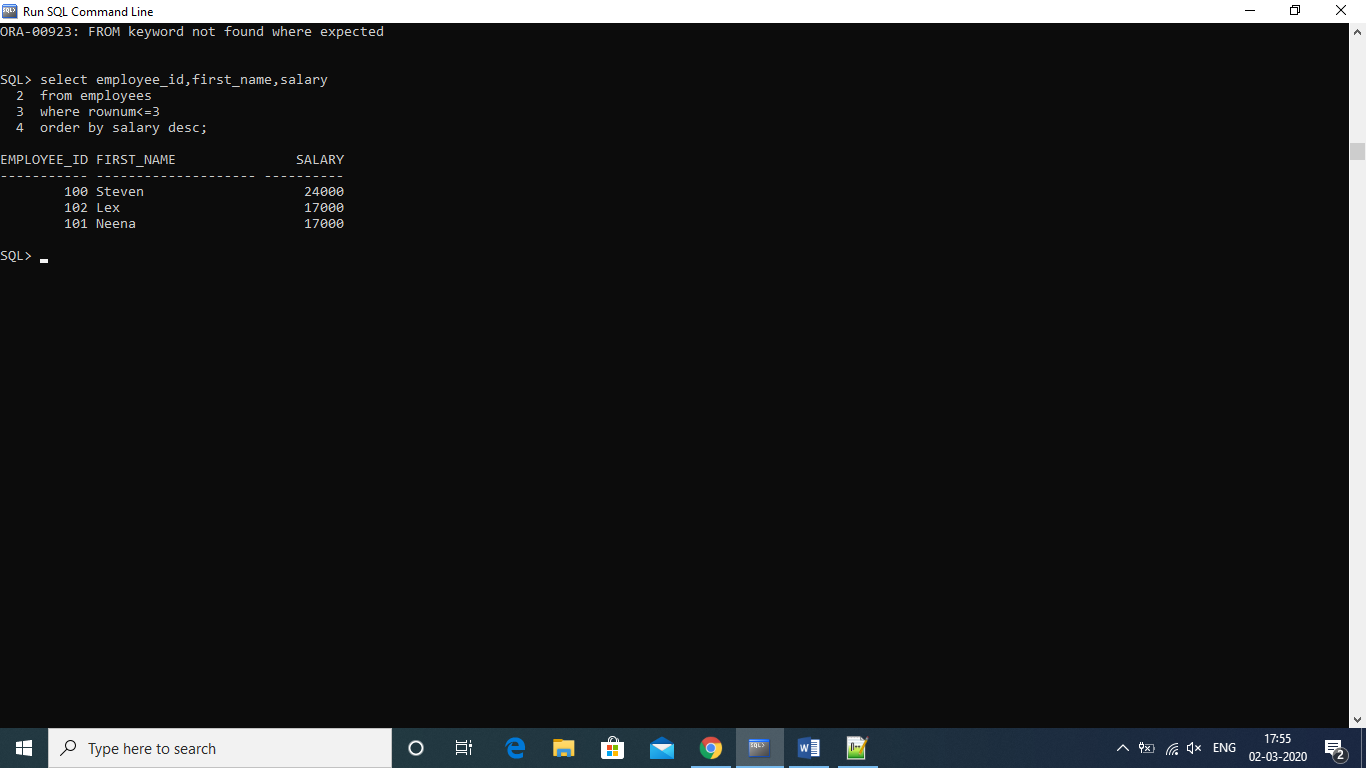 Run SQL Command Line
ORA-00923: FROM keyword not found where expected
SQL> select employee_id,first_name,salary
2 from employees
3 where rownum<=3
4 order by salary desc;
EMPLOYEE_ID FIRST_NAME SALARY
----------- -------------------- ----------
100 Steven 24000
102 Lex 17000
101 Neena 17000
SQL>
Type here to search
ENG
17:55
02-03-2020
2